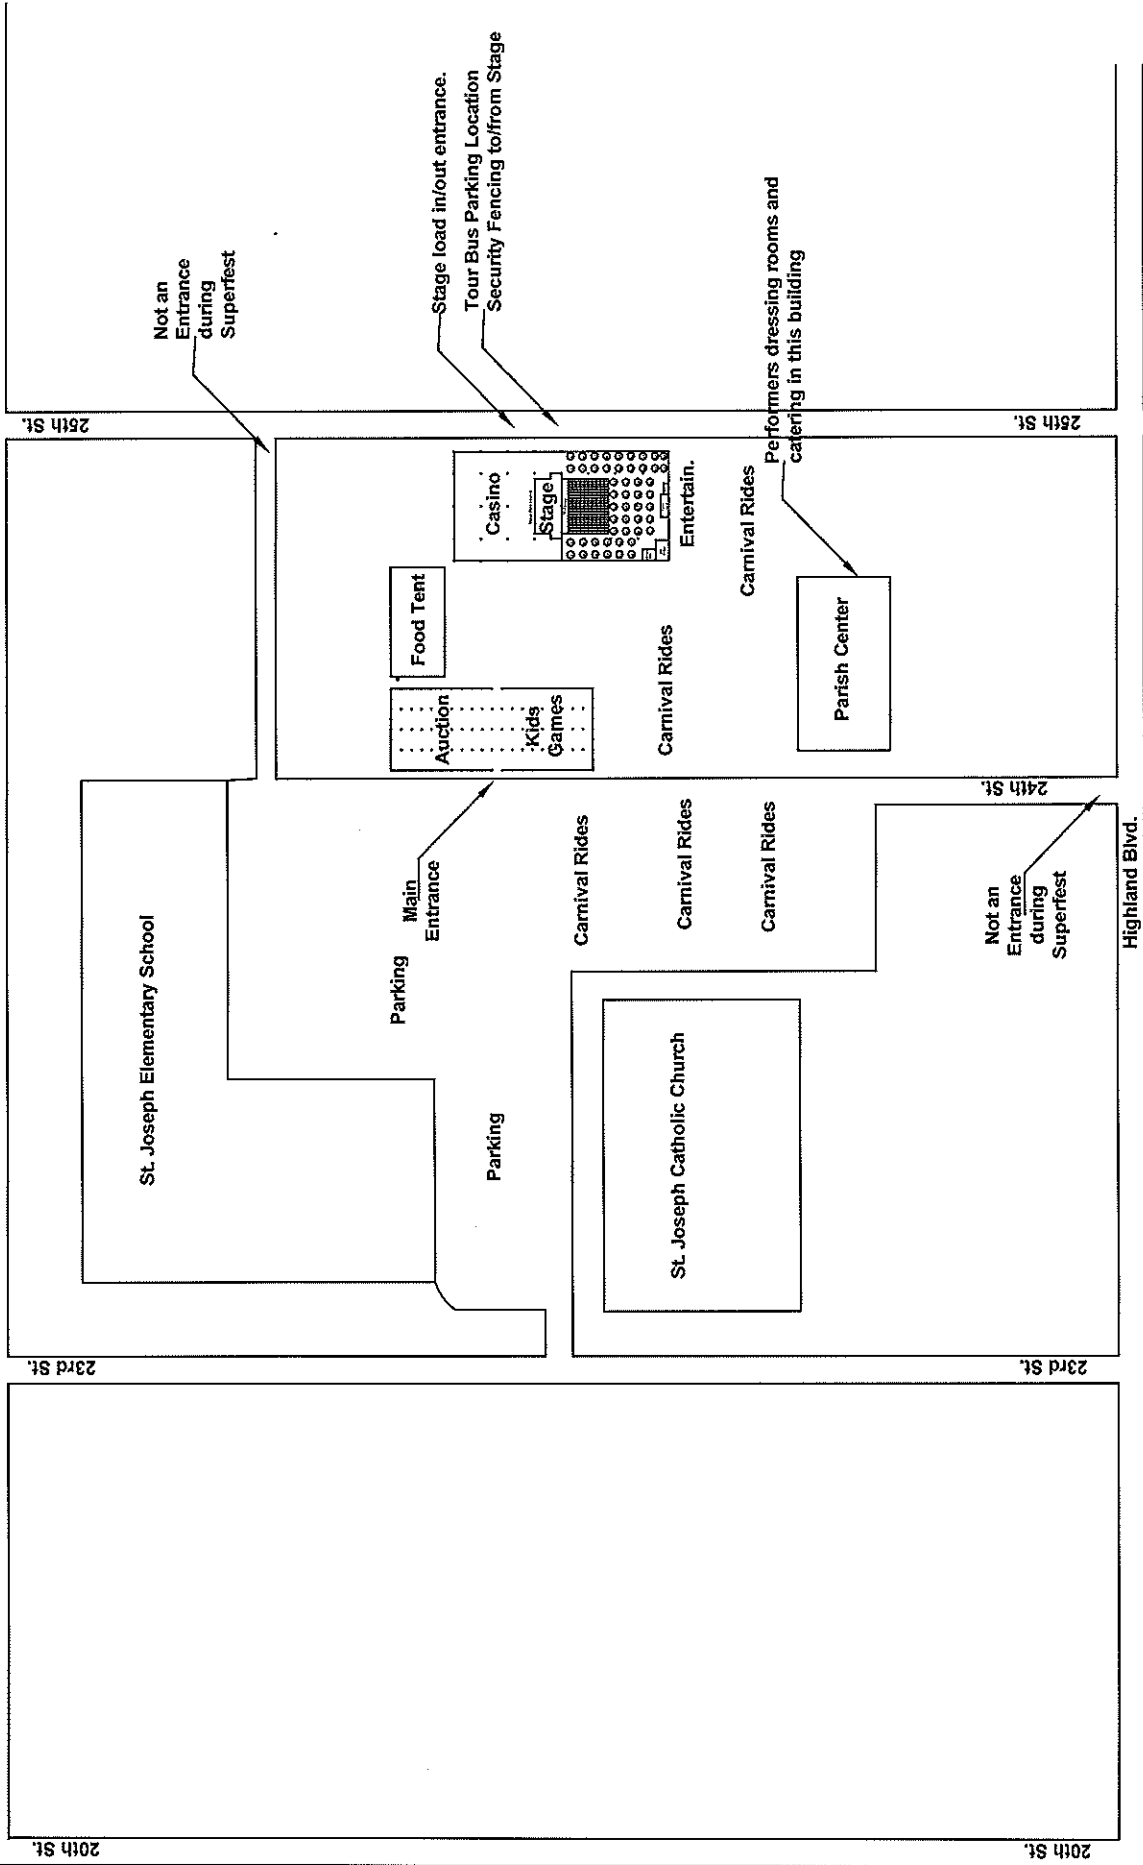 20th St.
20th St.
23rd St.
23rd St.
St. Joseph Elementary School
Parking
Parking
St. Joseph Catholic Church
Main
Entrance
Carnival Rides
Carnival Rides
Carnival Rides
Not an
Entrance
during
Superfest
Highland Blvd.
24th St.
Auction
Kids
Games
Food Tent
Carnival Rides
Parish Center
Casino
Stage
Entertain.
Carnival Rides
Performers dressing rooms and
catering in this building
25th St.
25th St.
Not an
Entrance
during
Superfest
Stage load in/out entrance.
Tour Bus Parking Location
Security Fencing to/from Stage